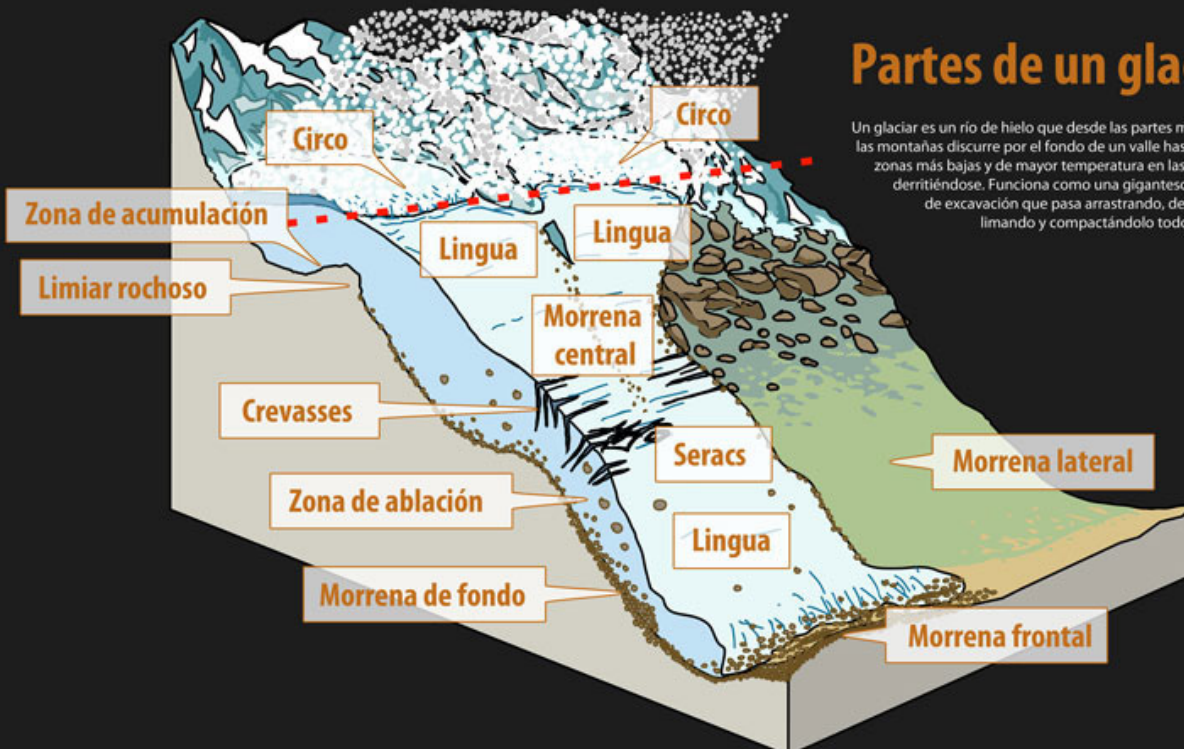 Partes de un gla
Un glaciar es un río de hielo que desde las partes m
las montañas discurre por el fondo de un valle has
zonas más bajas y de mayor temperatura en las
derritiéndose. Funciona como una gigantesc
de excavación que pasa arrastrando, de
limando y compactándolo todo
Circo
Circo
Zona de acumulación
Lingua
Lingua
Limiar rochoso
Morrena
central
Crevasses
Seracs
Morrena lateral
Zona de ablación
Lingua
Morrena de fondo
Morrena frontal